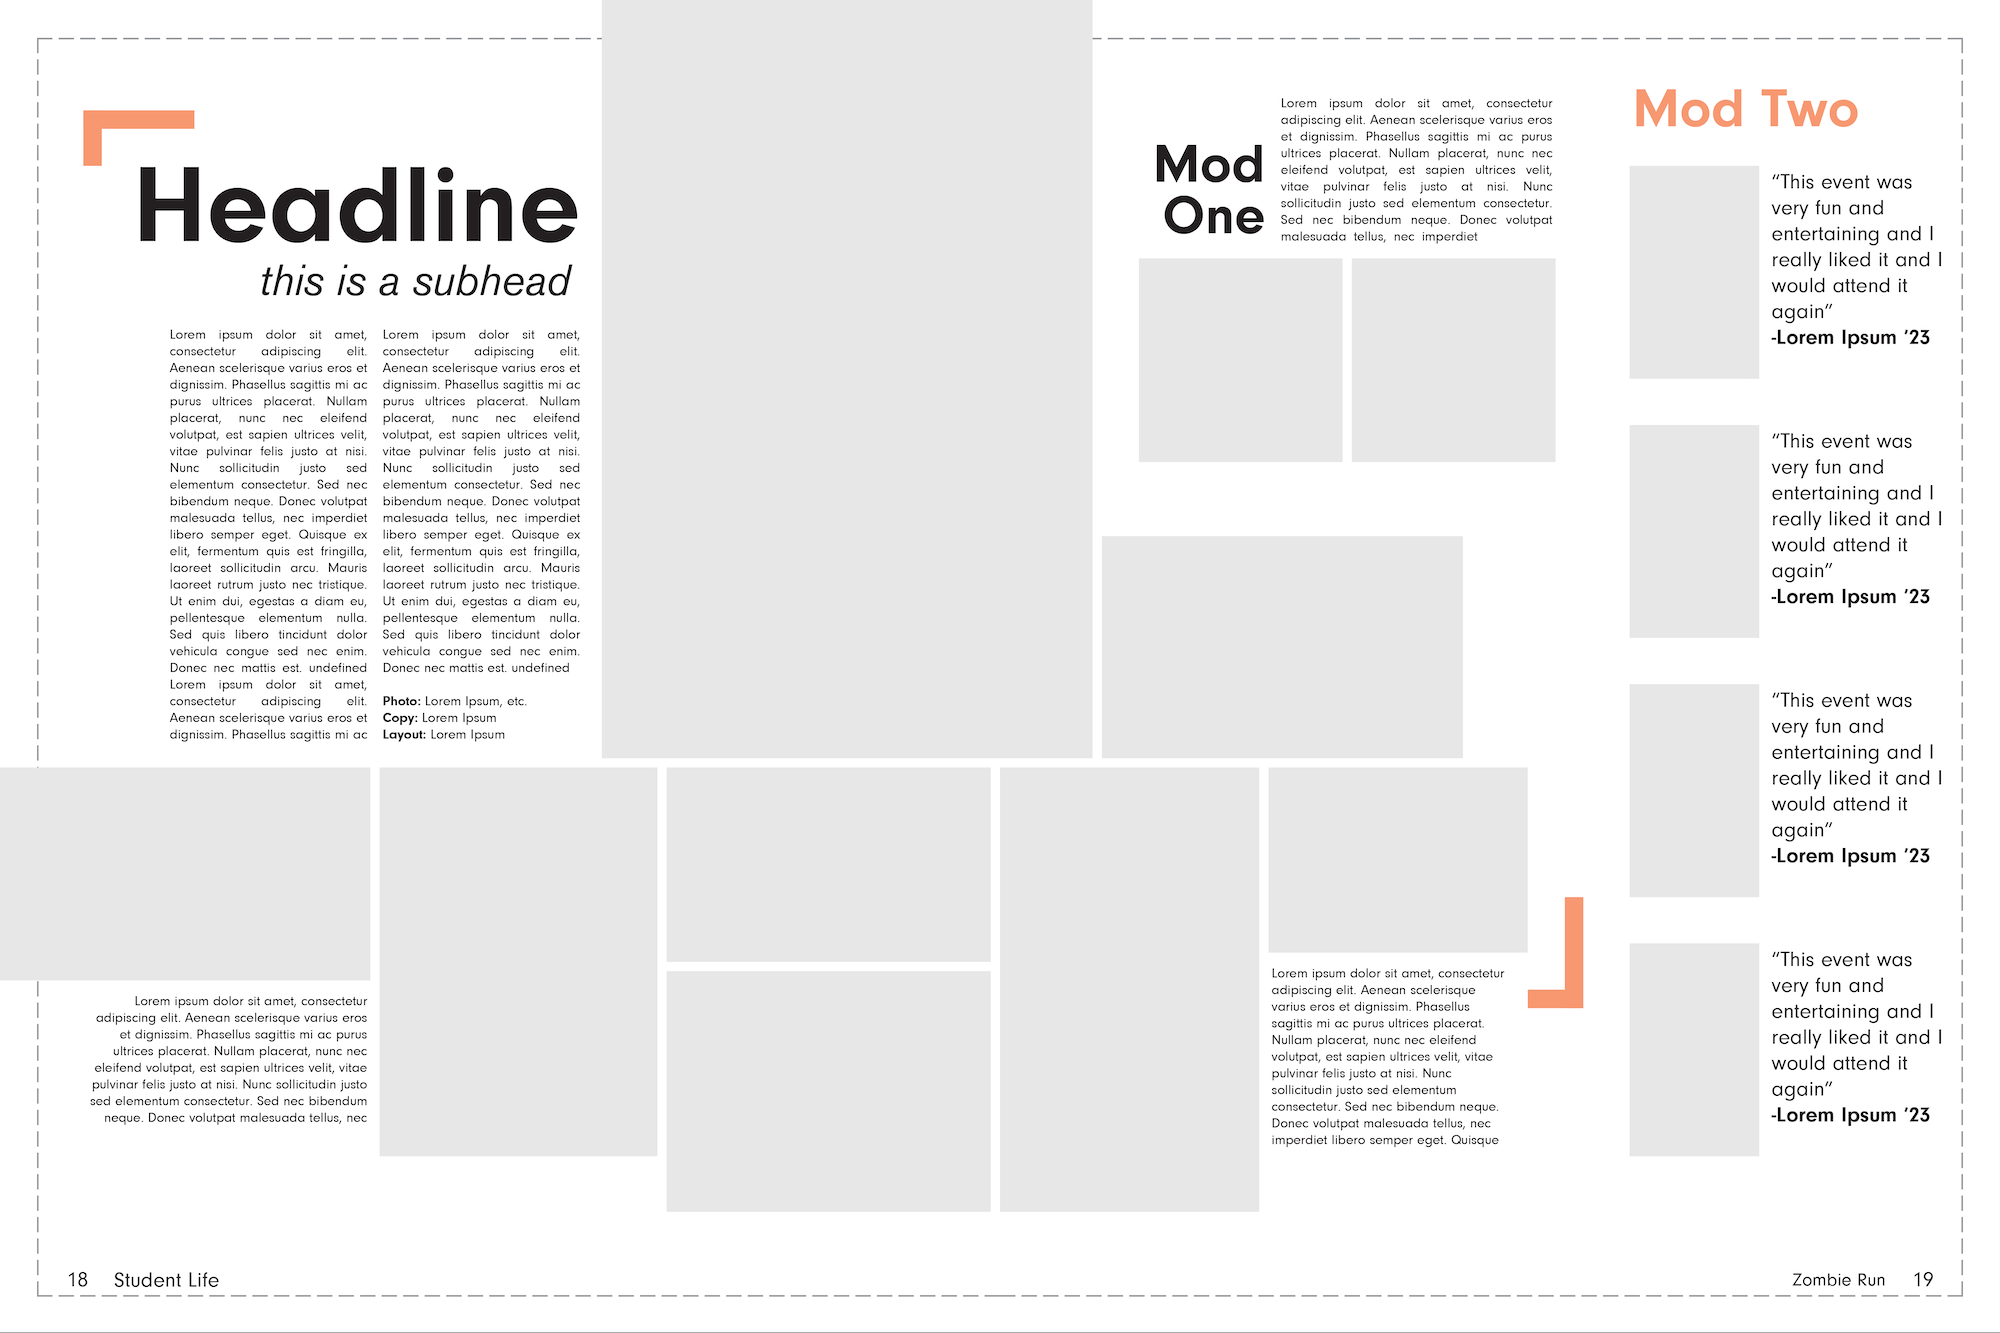 Headline
this is a subhead
Lorem ipsum dolor sit amet,
consectetur adipiscing elit.
Aenean scelerisque varius eros et
dignissim. Phasellus sagittis mi ac
purus ultrices placerat. Nullam
placerat, nunc nec eleifend
volutpat, est sapien ultrices velit,
vitae pulvinar felis justo at nisi.
Nunc sollicitudin justo sed
elementum consectetur. Sed nec
bibendum neque. Donec volutpat
malesuada tellus, nec imperdiet
libero semper eget. Quisque ex
elit, fermentum quis est fringilla,
laoreet sollicitudin arcu. Mauris
laoreet rutrum justo nec tristique.
Ut enim dui, egestas a diam eu,
pellentesque elementum nulla.
Sed quis libero tincidunt dolor
vehicula congue sed nec enim.
Donec nec mattis est. undefined
Lorem ipsum dolor sit amet,
consectetur adipiscing elit.
Aenean scelerisque varius eros et
dignissim. Phasellus sagittis mi ac
Lorem ipsum dolor sit amet,
consectetur adipiscing elit.
Aenean scelerisque varius eros et
dignissim. Phasellus sagittis mi ac
purus ultrices placerat. Nullam
placerat, nunc nec eleifend
volutpat, est sapien ultrices velit,
vitae pulvinar felis justo at nisi.
Nunc sollicitudin justo sed
elementum consectetur. Sed nec
bibendum neque. Donec volutpat
malesuada tellus, nec imperdiet
libero semper eget. Quisque ex
elit, fermentum quis est fringilla,
laoreet sollicitudin arcu. Mauris
laoreet rutrum justo nec tristique.
Ut enim dui, egestas a diam eu,
pellentesque elementum nulla.
Sed quis libero tincidunt dolor
vehicula congue sed nec enim.
Donec nec mattis est. undefined
Photo: Lorem Ipsum, etc.
Copy: Lorem Ipsum
Layout: Lorem Ipsum
Lorem ipsum dolor sit amet, consectetur
adipiscing elit. Aenean scelerisque varius eros
et dignissim. Phasellus sagittis mi ac purus
ultrices placerat. Nullam placerat, nunc nec
eleifend volutpat, est sapien ultrices velit, vitae
pulvinar felis justo at nisi. Nunc sollicitudin justo
sed elementum consectetur. Sed nec bibendum
neque. Donec volutpat malesuada tellus, nec
18 Student Life
Mod
One
Lorem ipsum dolor sit amet, consectetur
adipiscing elit. Aenean scelerisque varius eros
et dignissim. Phasellus sagittis mi ac purus
ultrices placerat. Nullam placerat, nunc nec
eleifend volutpat, est sapien ultrices velit,
vitae pulvinar felis justo at nisi. Nunc
sollicitudin justo sed elementum consectetur.
Sed nec bibendum neque. Donec volutpat
malesuada tellus, nec imperdiet
Lorem ipsum dolor sit amet, consectetur
adipiscing elit. Aenean scelerisque
varius eros et dignissim. Phasellus
sagittis mi ac purus ultrices placerat.
Nullam placerat, nunc nec eleifend
volutpat, est sapien ultrices velit, vitae
pulvinar felis justo at nisi. Nunc
sollicitudin justo sed elementum
consectetur. Sed nec bibendum neque.
Donec volutpat malesuada tellus, nec
imperdiet libero semper eget. Quisque
Mod Two
"This event was
very fun and
entertaining and I
really liked it and I
would attend it
again"
-Lorem Ipsum '23
"This event was
very fun and
entertaining and I
really liked it and I
would attend it
again"
-Lorem Ipsum '23
"This event was
very fun and
entertaining and I
really liked it and I
would attend it
again"
-Lorem Ipsum '23
"This event was
very fun and
entertaining and I
really liked it and I
would attend it
again"
-Lorem Ipsum '23
Zombie Run 19